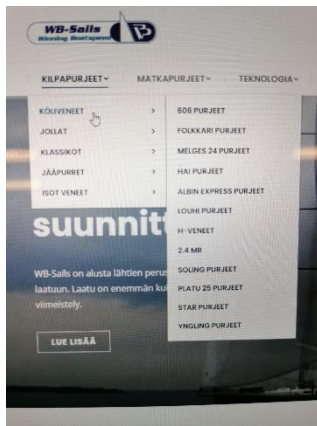 WB-Sails
Winning Boatspeed
KILPAPURJEET MATKAPURJEET TEKNOLOGIA
KÖLIVENEET
JOLLAT
KLASSIKOT
JÄÄPURRET
ISOT VENEET
606 PURJEET
FOLKKARI PURJEET
MELGES 24 PURJEET
HAI PURJEET
ALBIN EXPRESS PURJEET
LOUHI PURJEET
H-VENEET
2.4 MR
SOLING PURJEET
PLATU 25 PURJEET
STAR PURJEET
YNGLING PURJEET
suunnitt
WB-Sails on alusta lähtien perus
laatuun. Laatu on enemmän kui
viimeistely.
LUE LISÄÄ